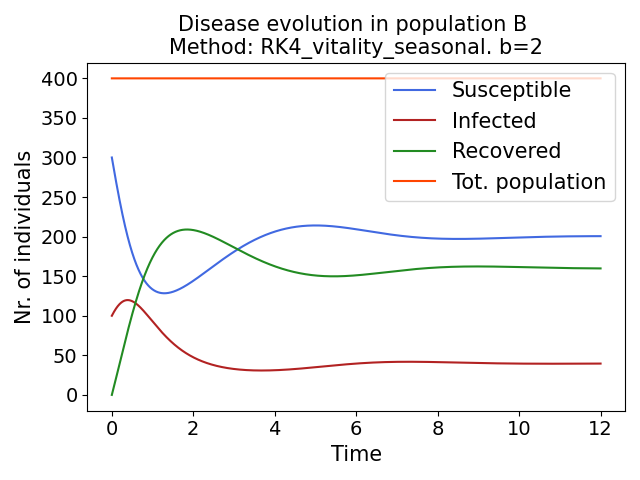 Disease evolution in population B
Method: RK4_vitality_seasonal. b=2
Nr. of individuals
400
350
300
250
200
150
100
50
0
Susceptible
Infected
Recovered
Tot. population
0 2 4 6 8 10 12
Time